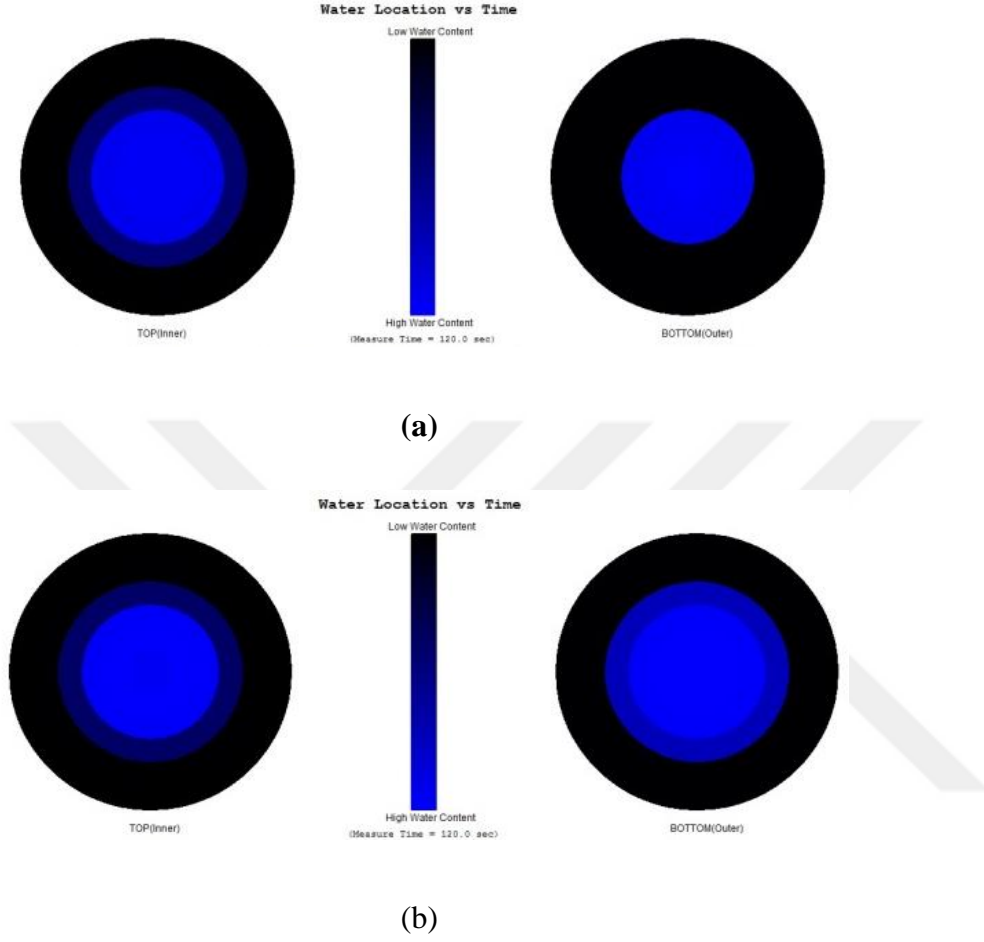 Water Location vs Time
Low Water Content
High Water Content
(Measure Time = 120.0 sec)
TOP(Inner)
BOTTOM(Outer)
(a)
Water Location vs Time
Low Water Content
High Water Content
(Measure Time = 120.0 sec)
TOP(Inner)
BOTTOM(Outer)
(b)